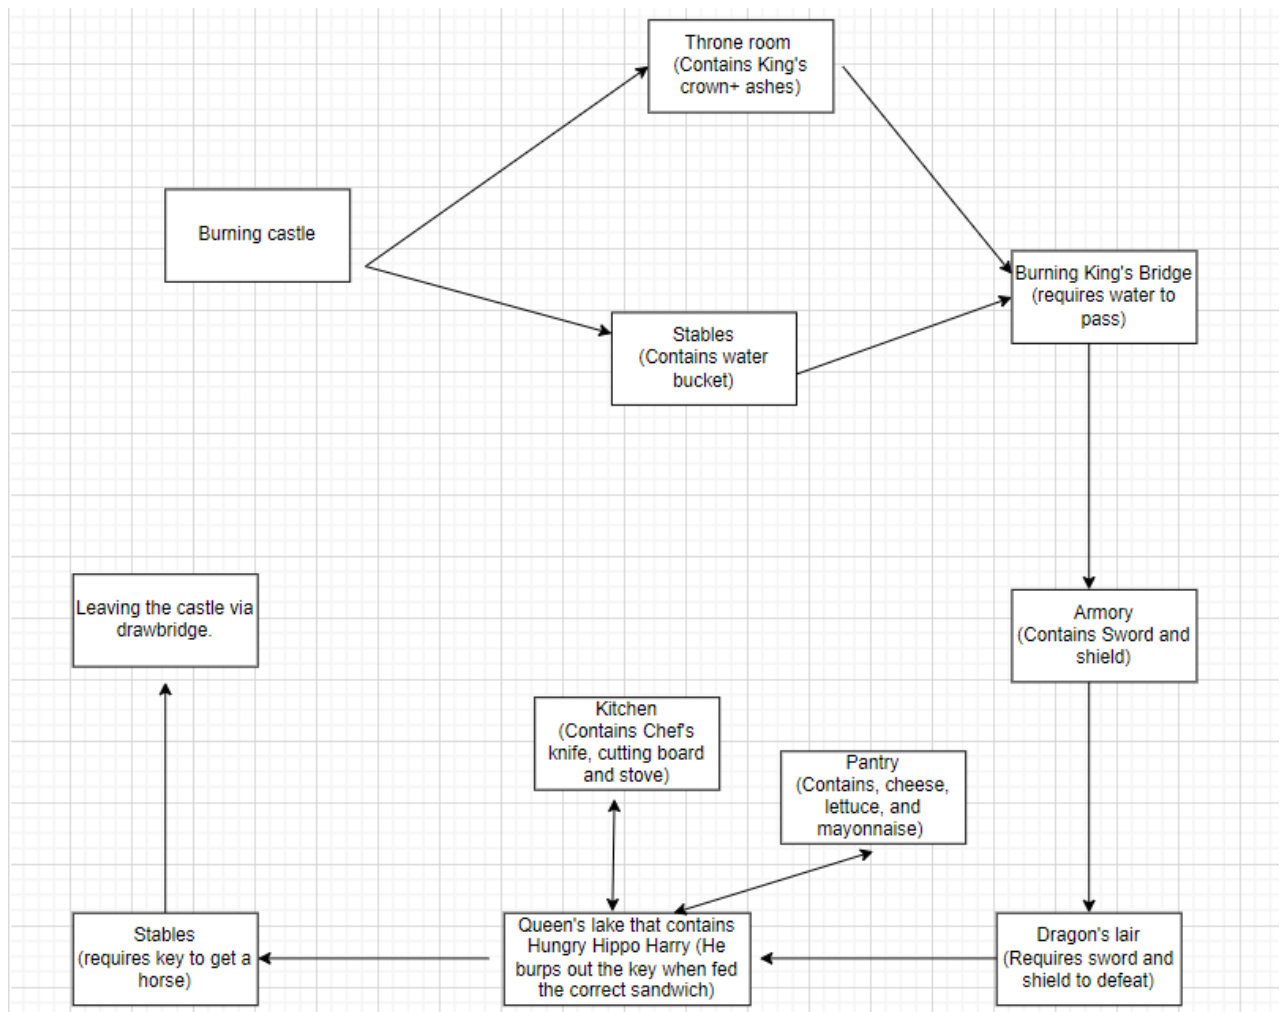 Throne room
(Contains King's
crown+ ashes)
Burning castle
Burning King's Bridge
(requires water to
pass)
Stables
(Contains water
bucket)
Leaving the castle via
drawbridge.
Armory
(Contains Sword and
shield)
Kitchen
(Contains Chef's
knife, cutting board
and stove)
Pantry
(Contains, cheese,
lettuce, and
mayonnaise)
Stables
(requires key to get a
horse)
Queen's lake that contains
Hungry Hippo Harry (He
burps out the key when fed
the correct sandwich)
Dragon's lair
(Requires sword and
shield to defeat)